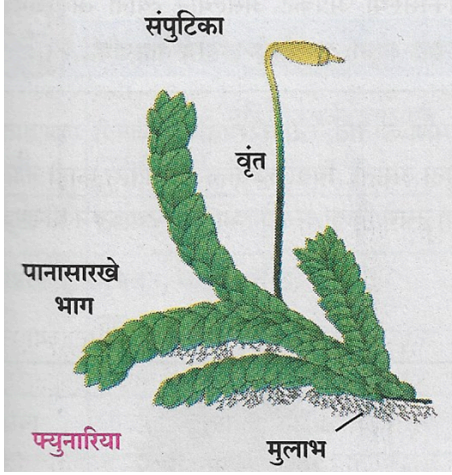 संपुटिका
वृंत
पानासारखे
भाग
फ्युनारिया
मुलाभ